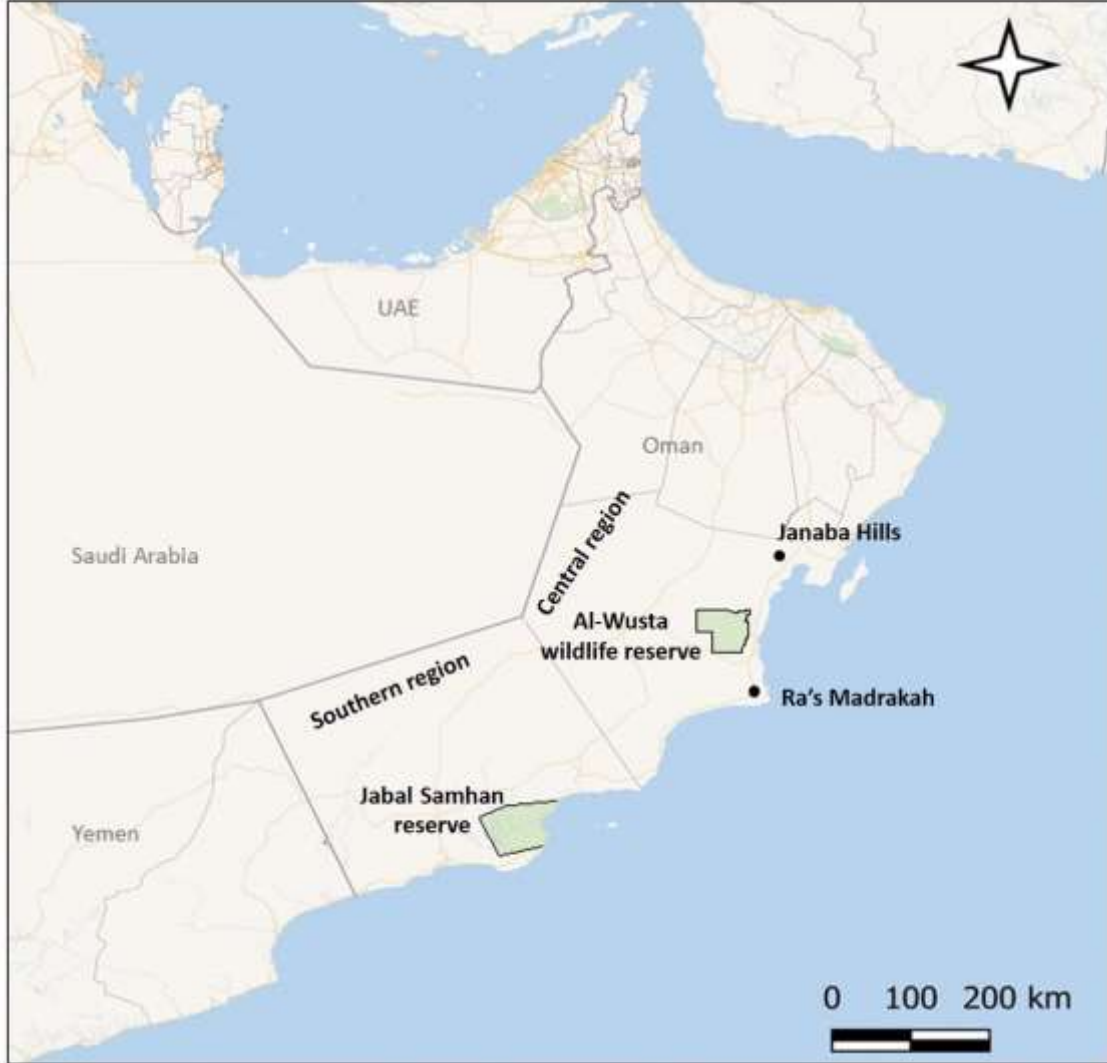 UAE
Oman
Central region
Janaba Hills
Saudi Arabia
Al-Wusta
wildlife reserve
Southern region
Ra's Madrakah
Jabal Samhan
reserve
Yemen
0 100 200 km